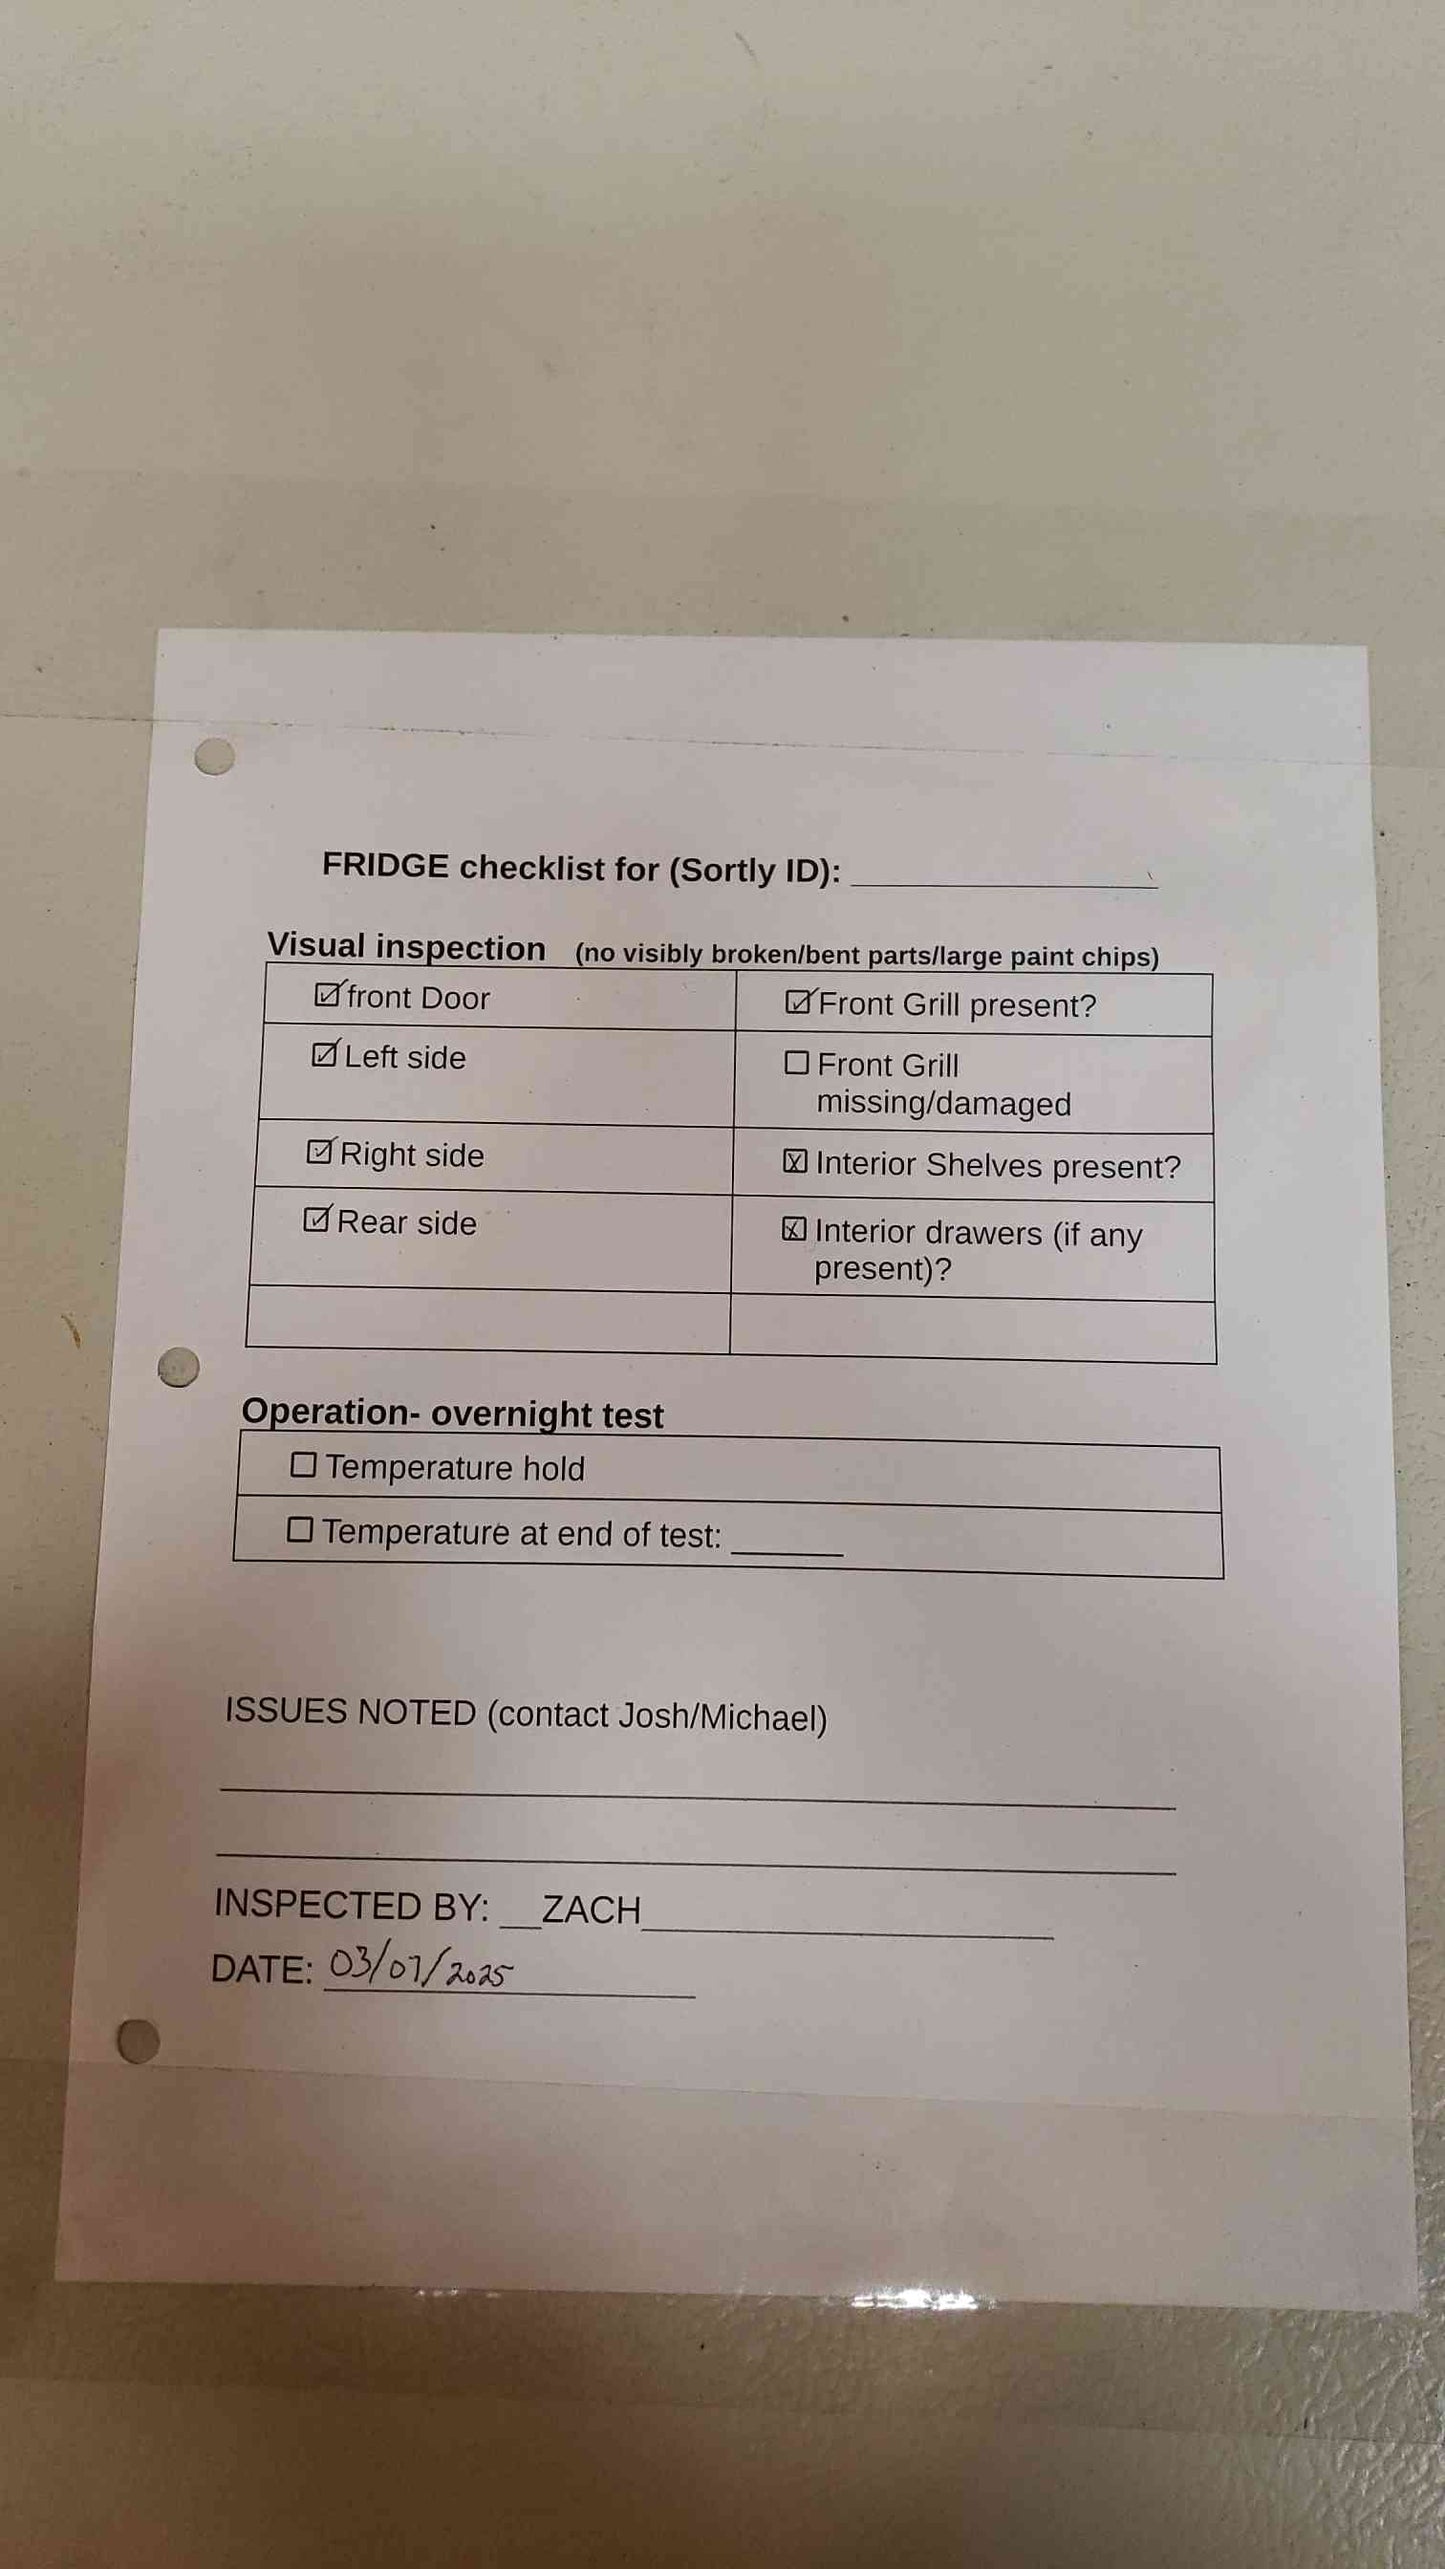 FRIDGE checklist for (Sortly ID): ____________
Visual inspection (no visibly broken/bent parts/large paint chips)
☑ front Door
☑ Front Grill present?
☑ Left side
☐ Front Grill
missing/damaged
☑ Right side
☒ Interior Shelves present?
☑ Rear side
☒ Interior drawers (if any
present)?
Operation- overnight test
☐ Temperature hold
☐ Temperature at end of test: ______
ISSUES NOTED (contact Josh/Michael)
INSPECTED BY: __ZACH____________
DATE: 03/07/2025